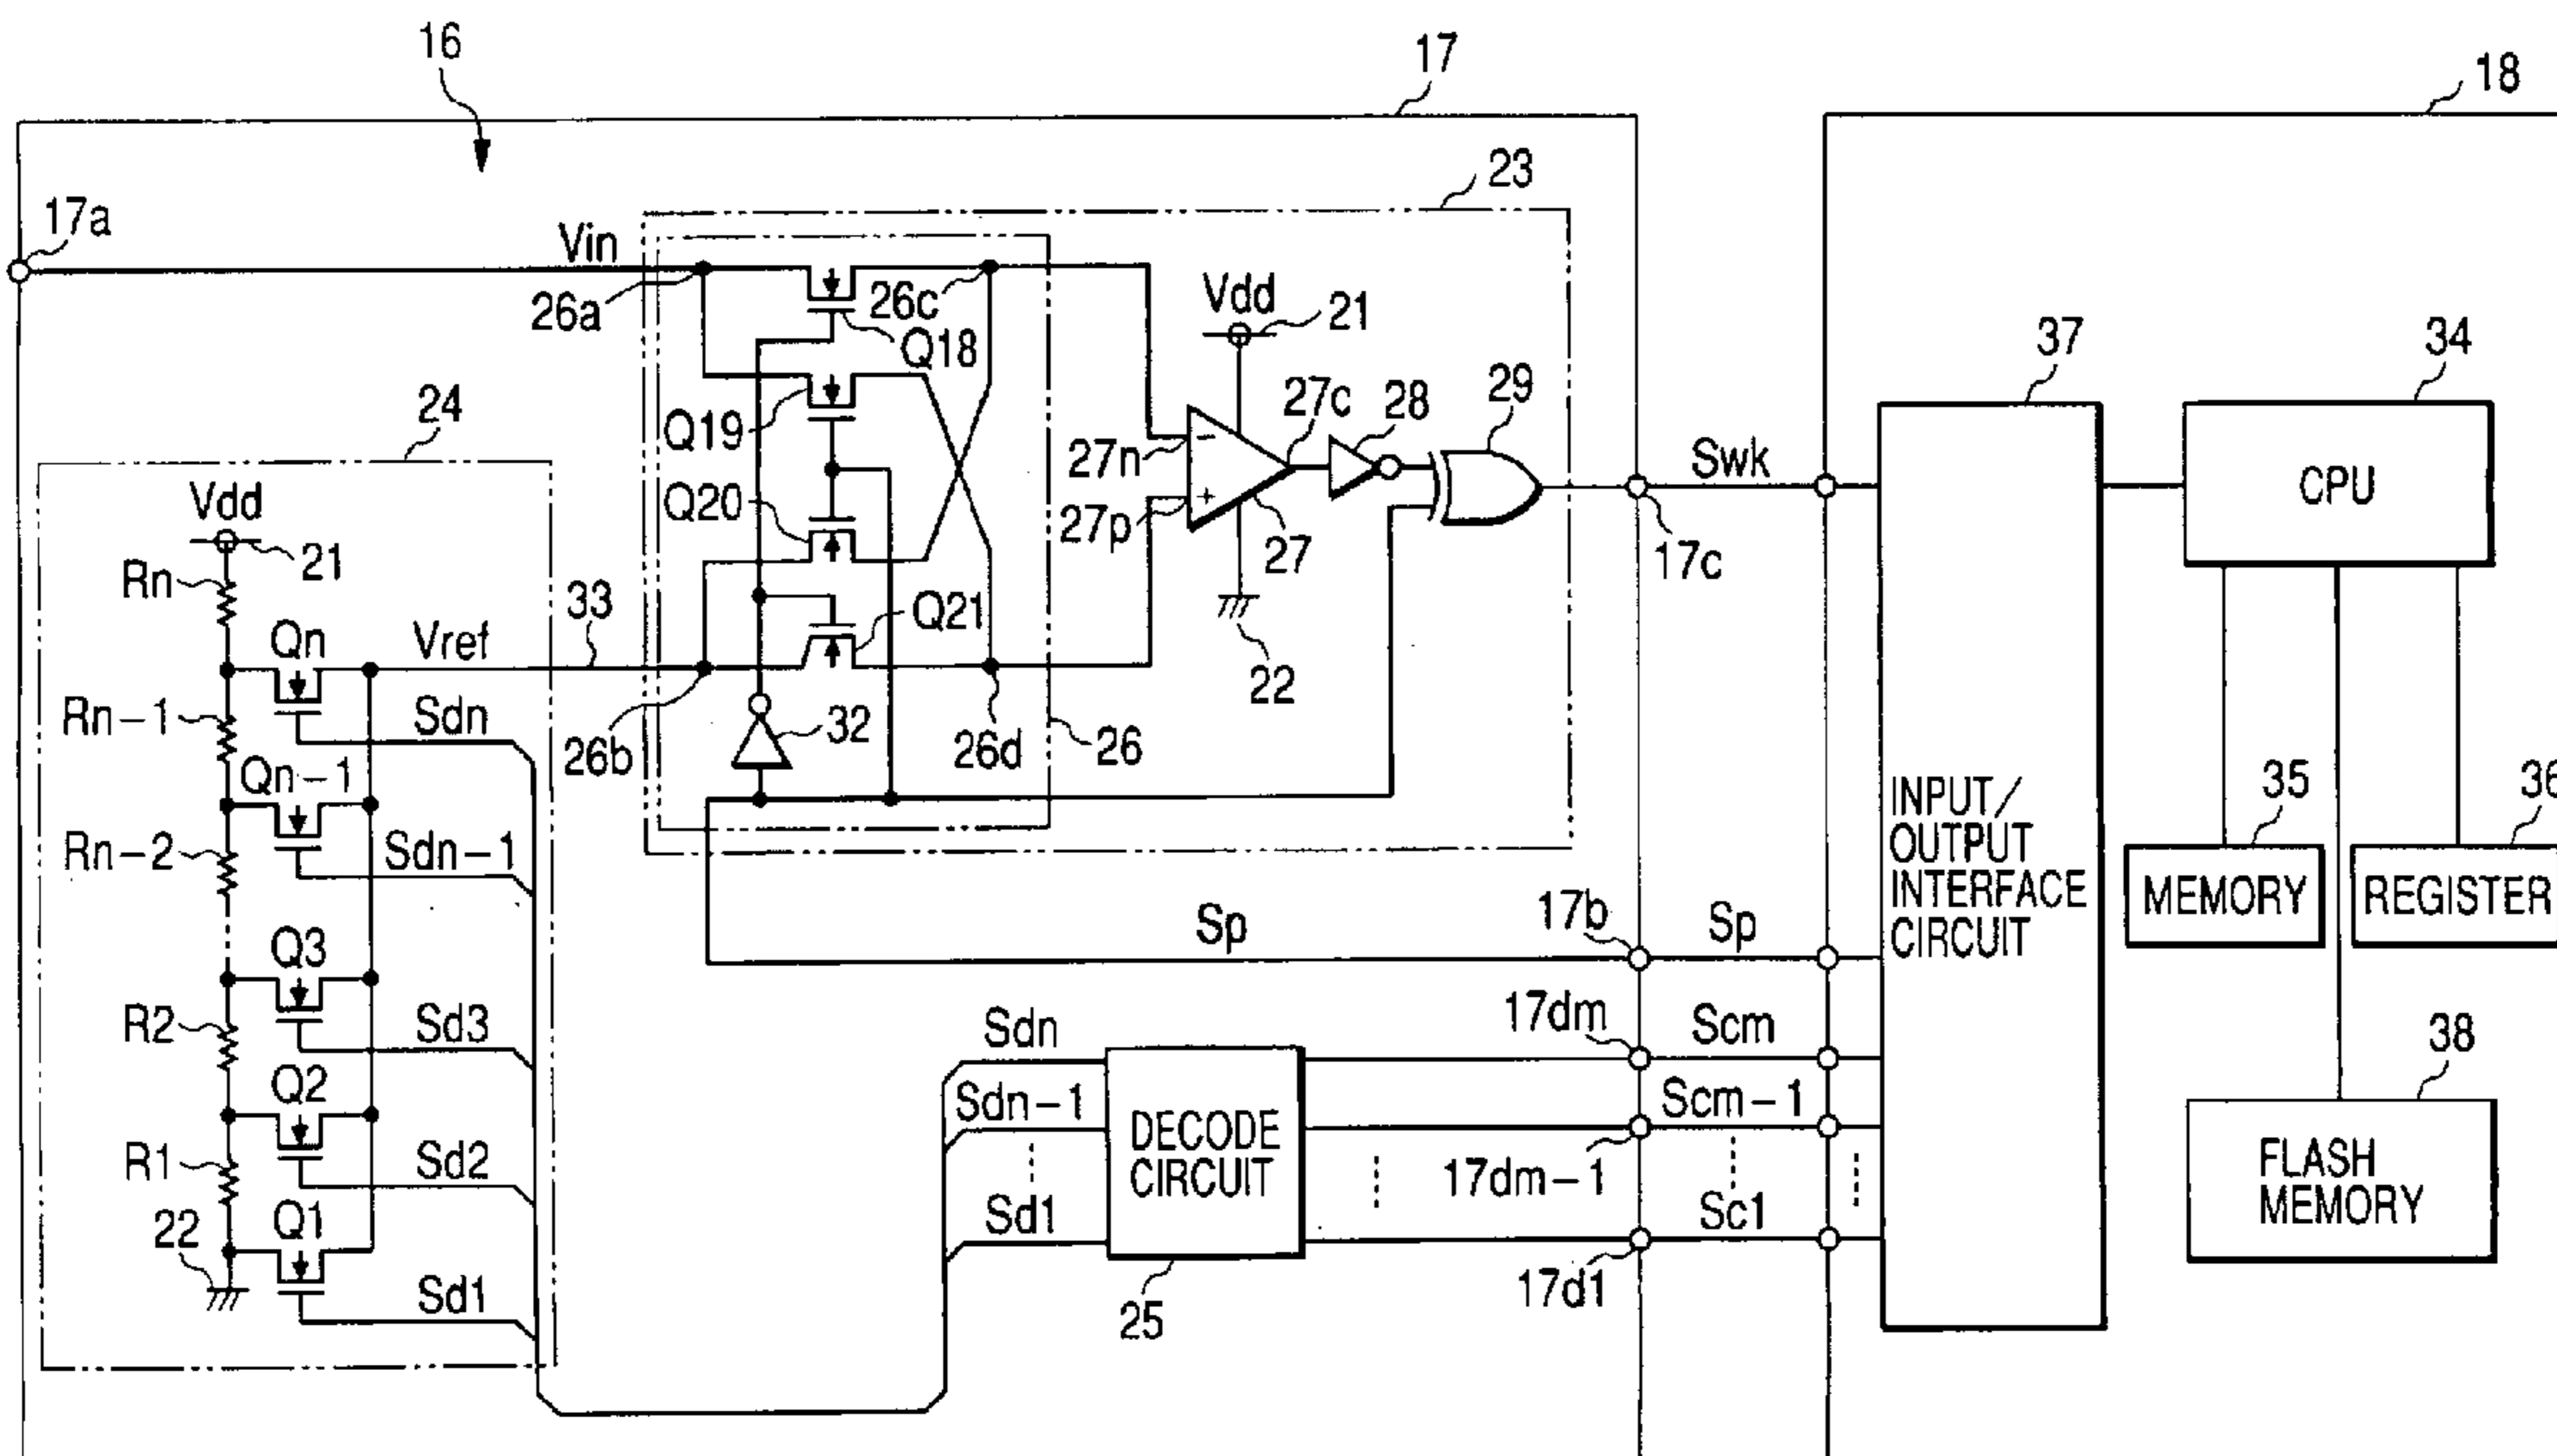 16
17
18
23
17a
Vin
26a
26c
Vdd
21
Q18
37
34
24
Q19
27c
28
29
27n
Swk
CPU
Vdd
Q20
27p
27
17c
21
Rn
33
Q21
Qn
Vref
22
Rn-1
Sdn
32
26b
26d
26
Qn-1
35
36
INPUT/
OUTPUT
INTERFACE
CIRCUIT
Rn-2
Sdn-1
MEMORY
REGISTER
17b
Sp
Sp
Q3
R2
Sd3
Sdn
17dm
Scm
38
Q2
Sdn-1
DECODE
CIRCUIT
Scm-1
R1
Sd2
17dm-1
FLASH
MEMORY
22
Q1
Sd1
Sc1
Sd1
25
17d1